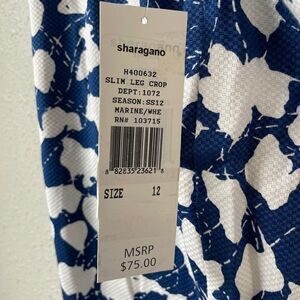 sharagano
H400632
SLIM LEG CROP
DEPT:1072
SEASON:SS12
MARINE/WHE
RN# 103715
8 82835 23621 8
SIZE 12
MSRP
$75.00